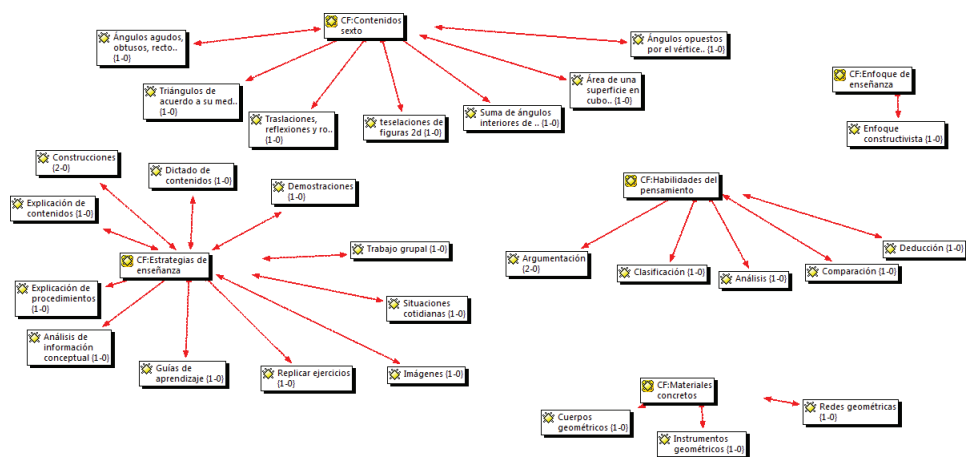 CF:Contenidos
sexto
Ángulos agudos,
obtusos, recto..
{1-0}
Ángulos opuestos
por el vértice..
{1-0}
Triángulos de
acuerdo a su med..
{1-0}
Traslaciones,
reflexiones y ro..
{1-0}
teselaciones de
figuras 2d {1-0}
Suma de ángulos
interiores de ..
{1-0}
Área de una
superficie en
cubo.. {1-0}
CF:Enfoque de
enseñanza
Enfoque
constructivista {1-0}
Construcciones
{2-0}
Dictado de
contenidos {1-0}
Demostraciones
{1-0}
Explicación de
contenidos {1-0}
CF:Estrategias de
enseñanza
Trabajo grupal {1-0}
Explicación de
procedimientos
{1-0}
Situaciones
cotidianas {1-0}
Análisis de
información
conceptual {1-0}
Guías de
aprendizaje {1-0}
Replicar ejercicios
{1-0}
Imágenes {1-0}
CF:Habilidades del
pensamiento
Argumentación
{2-0}
Clasificación {1-0}
Análisis {1-0}
Comparación {1-0}
Deducción {1-0}
CF:Materiales
concretos
Cuerpos
geométricos {1-0}
Instrumentos
geométricos {1-0}
Redes geométricas
{1-0}